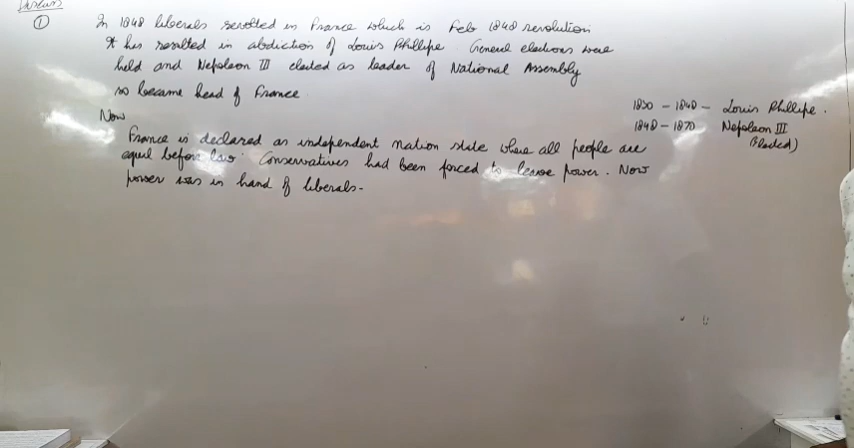 ①
In 1848 liberals revolted in France which is Feb 1848 revolution
It has resulted in abdiction of Louis Phillipe. General elections were
held and Nepoleon III elected as leader of National Assembly
so became head of France
1830 - 1848 - Louis Phillipe.
1848 - 1870 Nepoleon III
(Elected)
Now
France is declared as independent nation state where all people are
equal before law. Conservatives had been forced to leave power. Now
power was in hand of liberals.